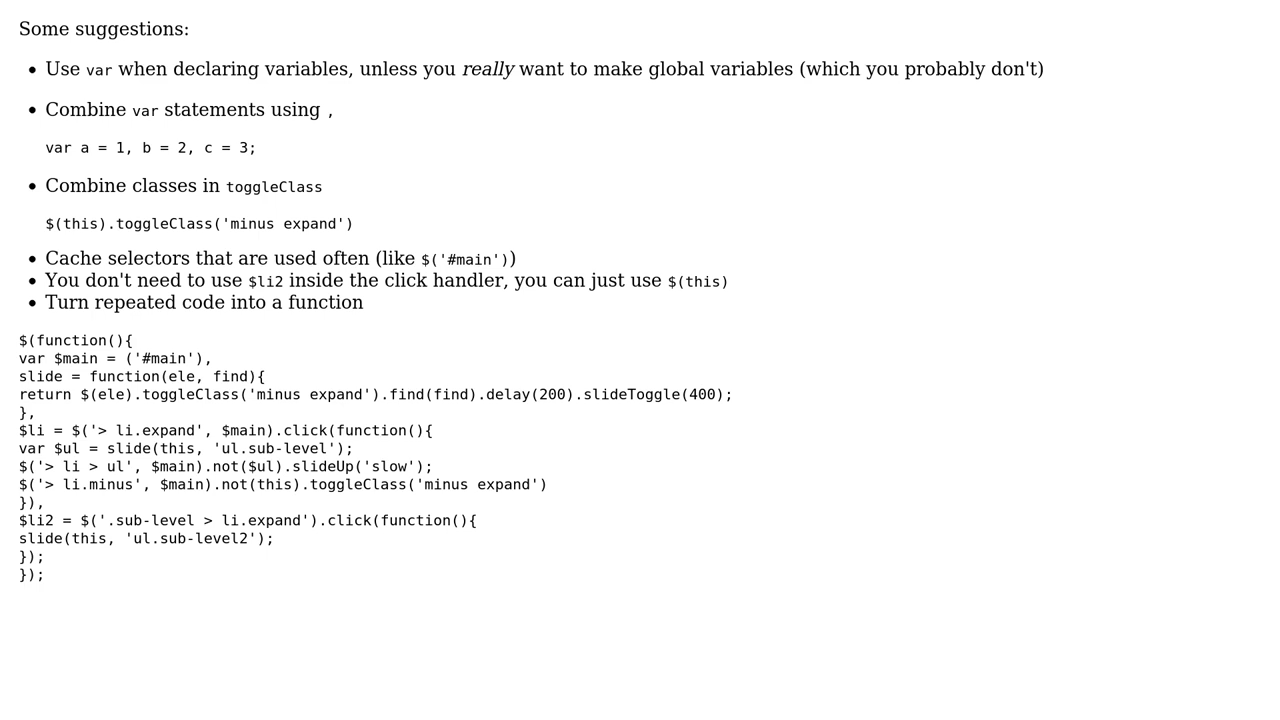 Some suggestions:
• Use var when declaring variables, unless you really want to make global variables (which you probably don't)
• Combine var statements using ,
var a = 1, b = 2, c = 3;
• Combine classes in toggleClass
$(this).toggleClass('minus expand')
• Cache selectors that are used often (like $('#main'))
• You don't need to use $li2 inside the click handler, you can just use $(this)
• Turn repeated code into a function
$(function(){
var $main = ('#main'),
slide = function(ele, find){
return $(ele).toggleClass('minus expand').find(find).delay(200).slideToggle(400);
},
$li = $('> li.expand', $main).click(function(){
var $ul = slide(this, 'ul.sub-level');
$('> li > ul', $main).not($ul).slideUp('slow');
$('> li.minus', $main).not(this).toggleClass('minus expand')
}),
$li2 = $('.sub-level > li.expand').click(function(){
slide(this, 'ul.sub-level2');
});
});